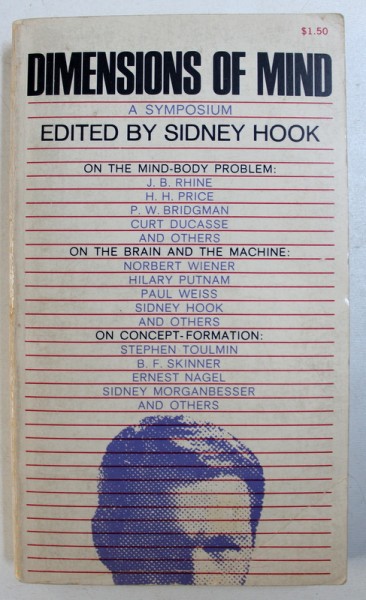 $1.50
DIMENSIONS OF MIND
A SYMPOSIUM
EDITED BY SIDNEY HOOK
ON THE MIND-BODY PROBLEM:
J. B. RHINE
H. H. PRICE
P. W. BRIDGMAN
CURT DUCASSE
AND OTHERS
ON THE BRAIN AND THE MACHINE:
NORBERT WIENER
HILARY PUTNAM
PAUL WEISS
SIDNEY HOOK
AND OTHERS
ON CONCEPT-FORMATION:
STEPHEN TOULMIN
B. F. SKINNER
ERNEST NAGEL
SIDNEY MORGANBESSER
AND OTHERS